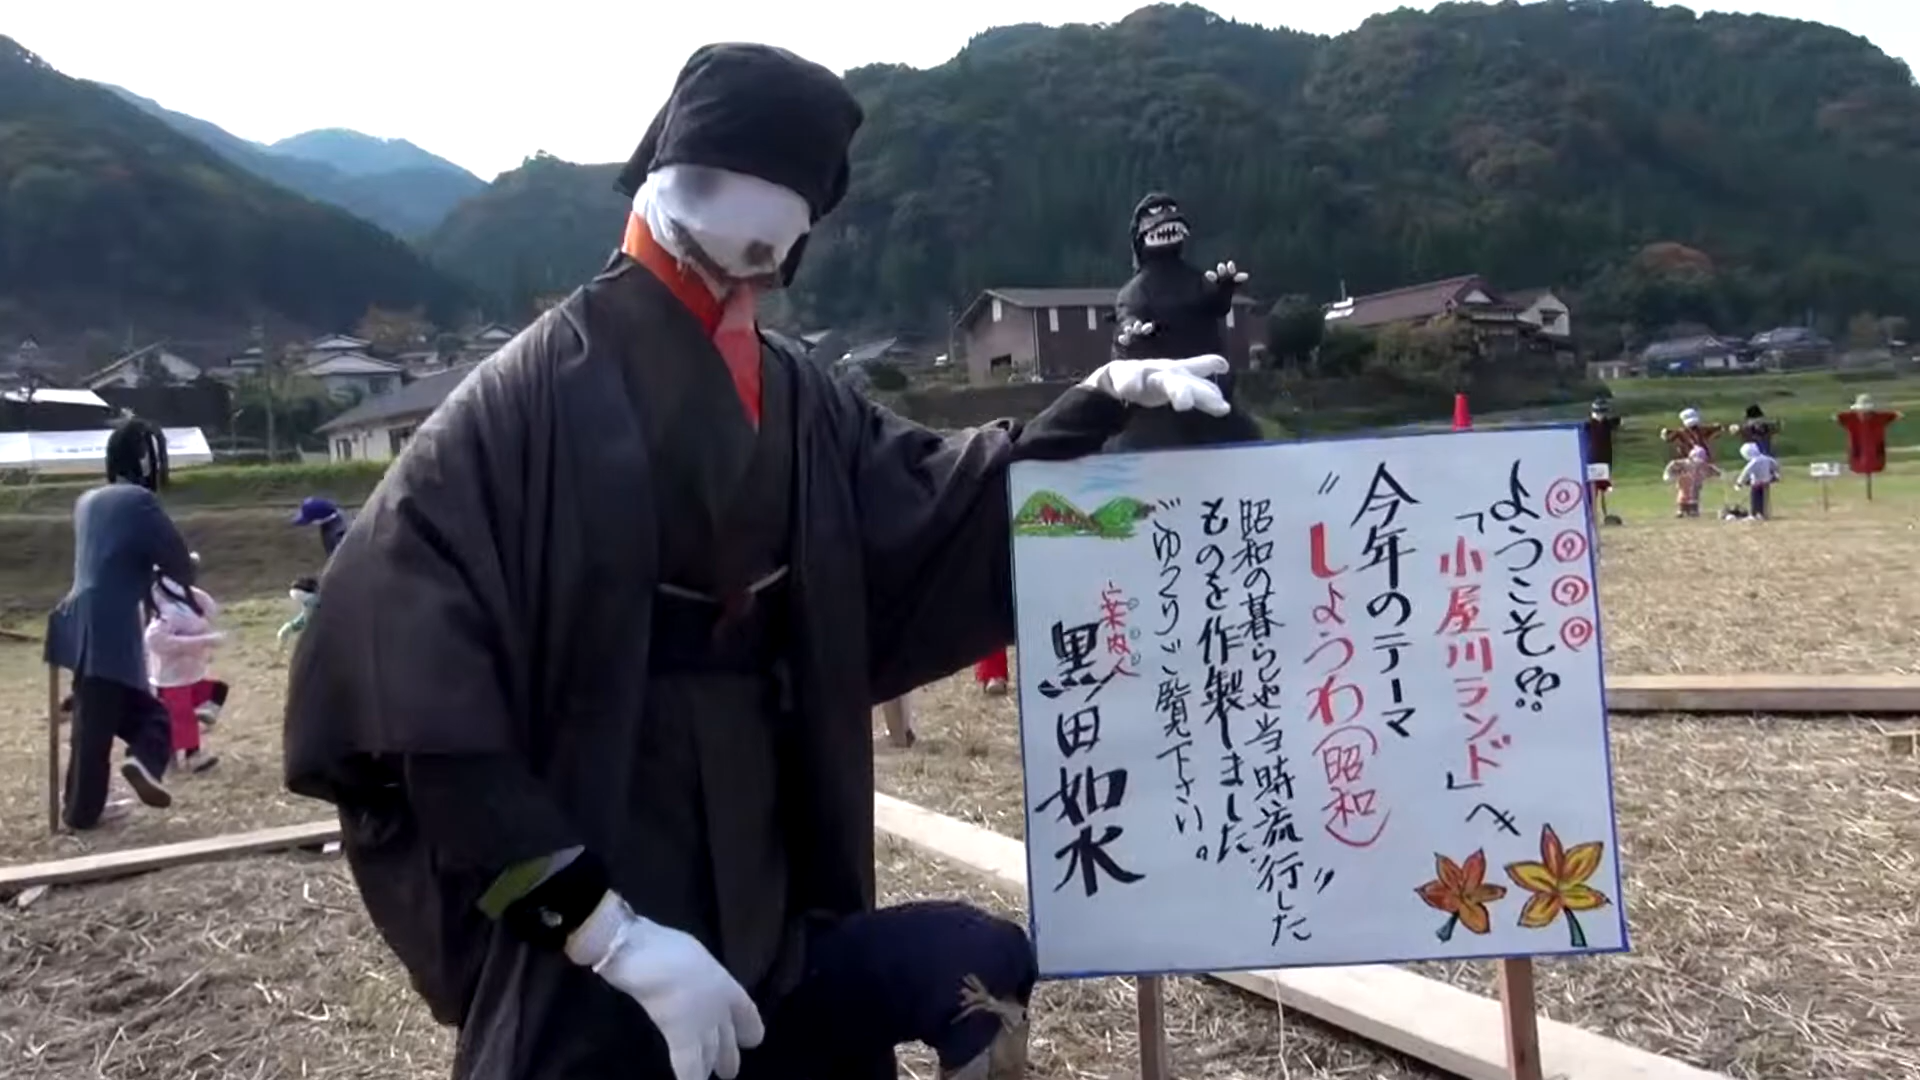 ようこそ
「小屋川ランド」へ
今年のテーマ
"しょうわ(昭和)"
昭和の暮らしや当時流行した
ものを作製しました。
ごゆっくりご覧下さい。
案内人
黒田如水